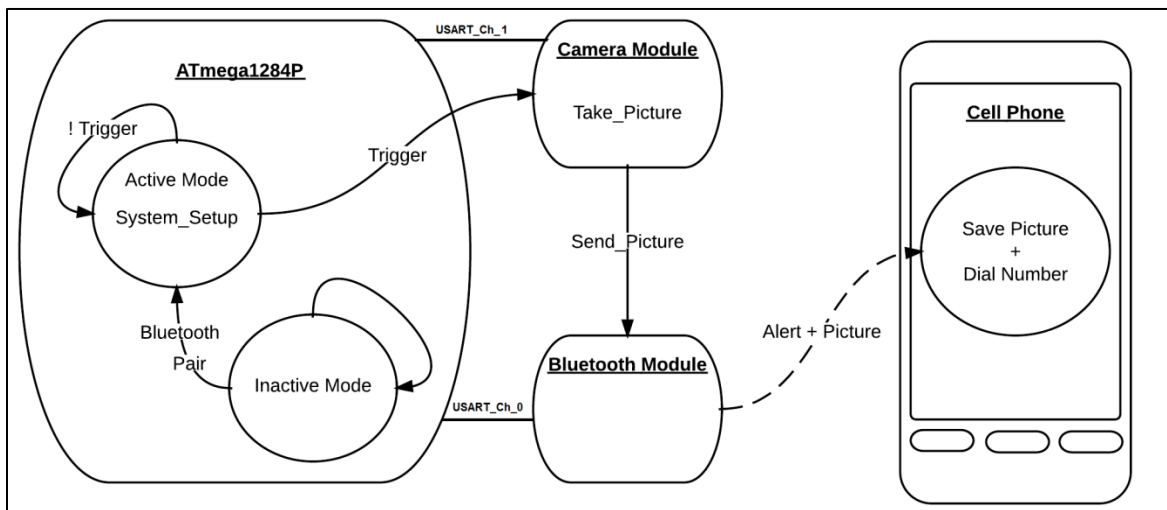 USART_Ch_1
ATmega1284P
! Trigger
Active Mode
System_Setup
Trigger
Bluetooth
Pair
Inactive Mode
Camera Module
Take_Picture
Send_Picture
Bluetooth Module
USART_Ch_0
Alert + Picture
Cell Phone
Save Picture
+
Dial Number